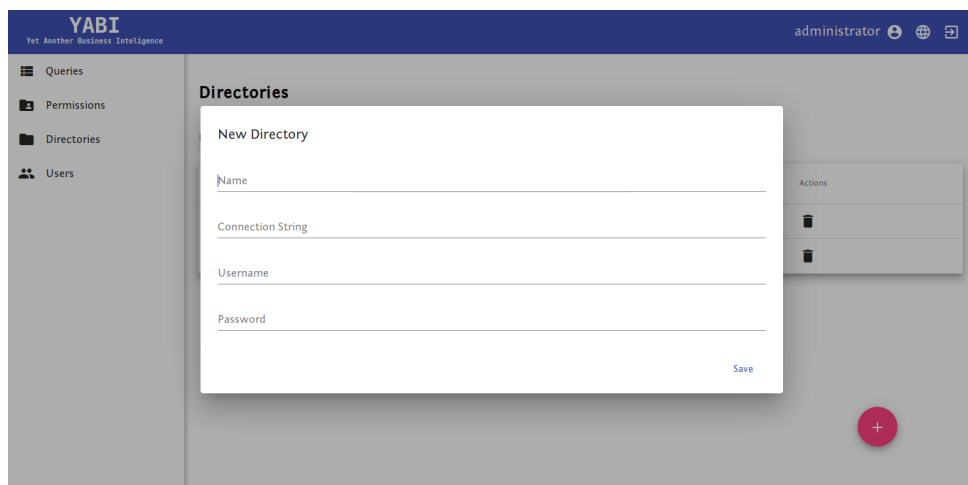 YABI
Yet Another Business Inteligence
administrator
Queries
Permissions
Directories
Users
Directories
New Directory
Name
Connection String
Username
Password
Save
Actions